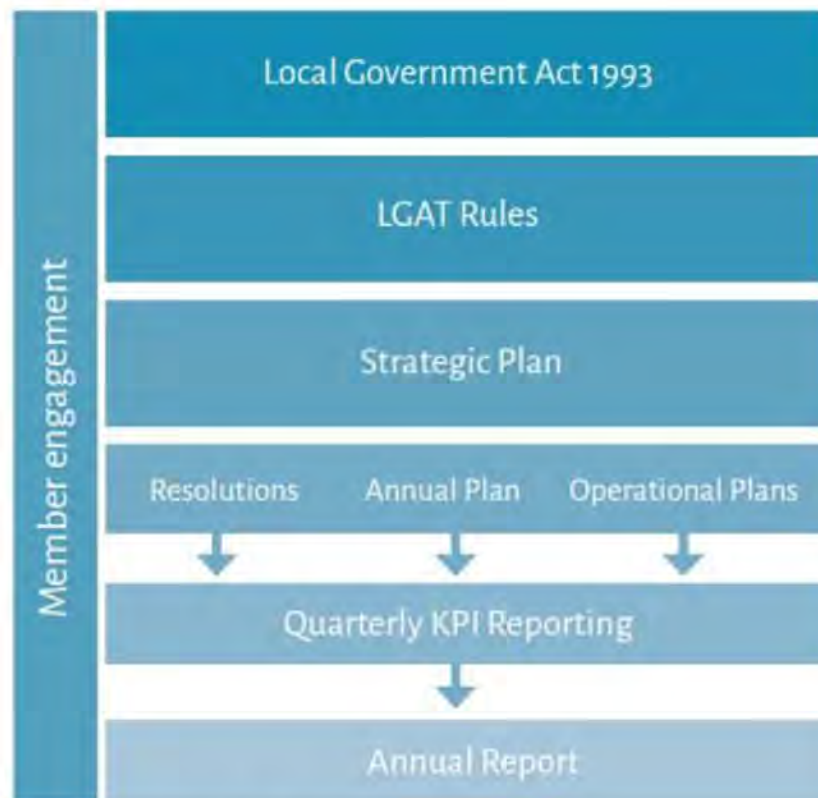 Member engagement
Local Government Act 1993
LGAT Rules
Strategic Plan
Resolutions Annual Plan Operational Plans
Quarterly KPI Reporting
Annual Report